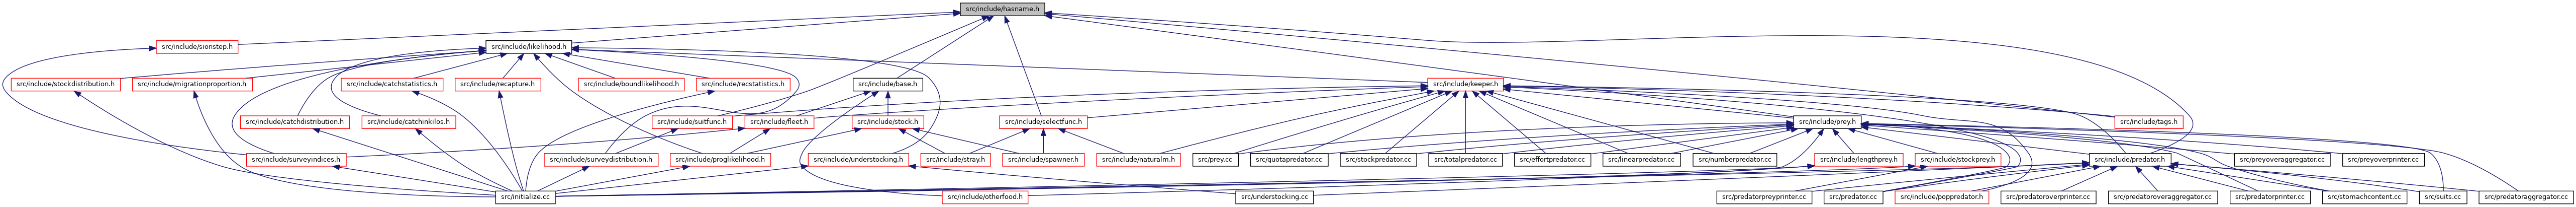 src/include/hasname.h
src/include/sionstep.h
src/include/likelihood.h
src/include/stockdistribution.h
src/include/migrationproportion.h
src/include/catchstatistics.h
src/include/recapture.h
src/include/boundlikelihood.h
src/include/recstatistics.h
src/include/base.h
src/include/keeper.h
src/include/catchdistribution.h
src/include/catchinkilos.h
src/include/suitfunc.h
src/include/fleet.h
src/include/stock.h
src/include/selectfunc.h
src/include/prey.h
src/include/tags.h
src/include/surveyindices.h
src/include/surveydistribution.h
src/include/proglikelihood.h
src/include/understocking.h
src/include/stray.h
src/include/spawner.h
src/include/naturalm.h
src/prey.cc
src/quotapredator.cc
src/stockpredator.cc
src/totalpredator.cc
src/effortpredator.cc
src/linearpredator.cc
src/numberpredator.cc
src/include/lengthprey.h
src/include/stockprey.h
src/include/predator.h
src/preyoveraggregator.cc
src/preyoverprinter.cc
src/initialize.cc
src/include/otherfood.h
src/understocking.cc
src/predatorpreyprinter.cc
src/predator.cc
src/include/poppredator.h
src/predatoroverprinter.cc
src/predatoroveraggregator.cc
src/predatorprinter.cc
src/stomachcontent.cc
src/suits.cc
src/predatoraggregator.cc